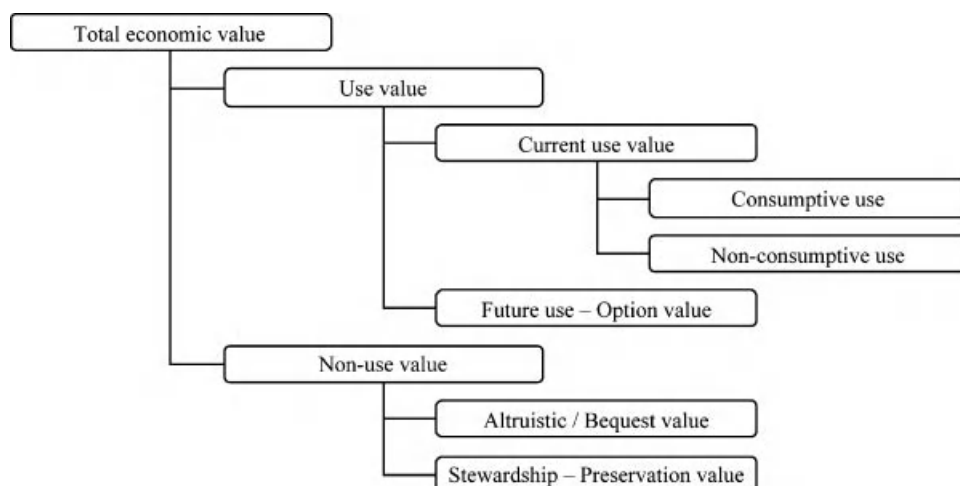 Total economic value
Use value
Current use value
Consumptive use
Non-consumptive use
Future use – Option value
Non-use value
Altruistic / Bequest value
Stewardship – Preservation value